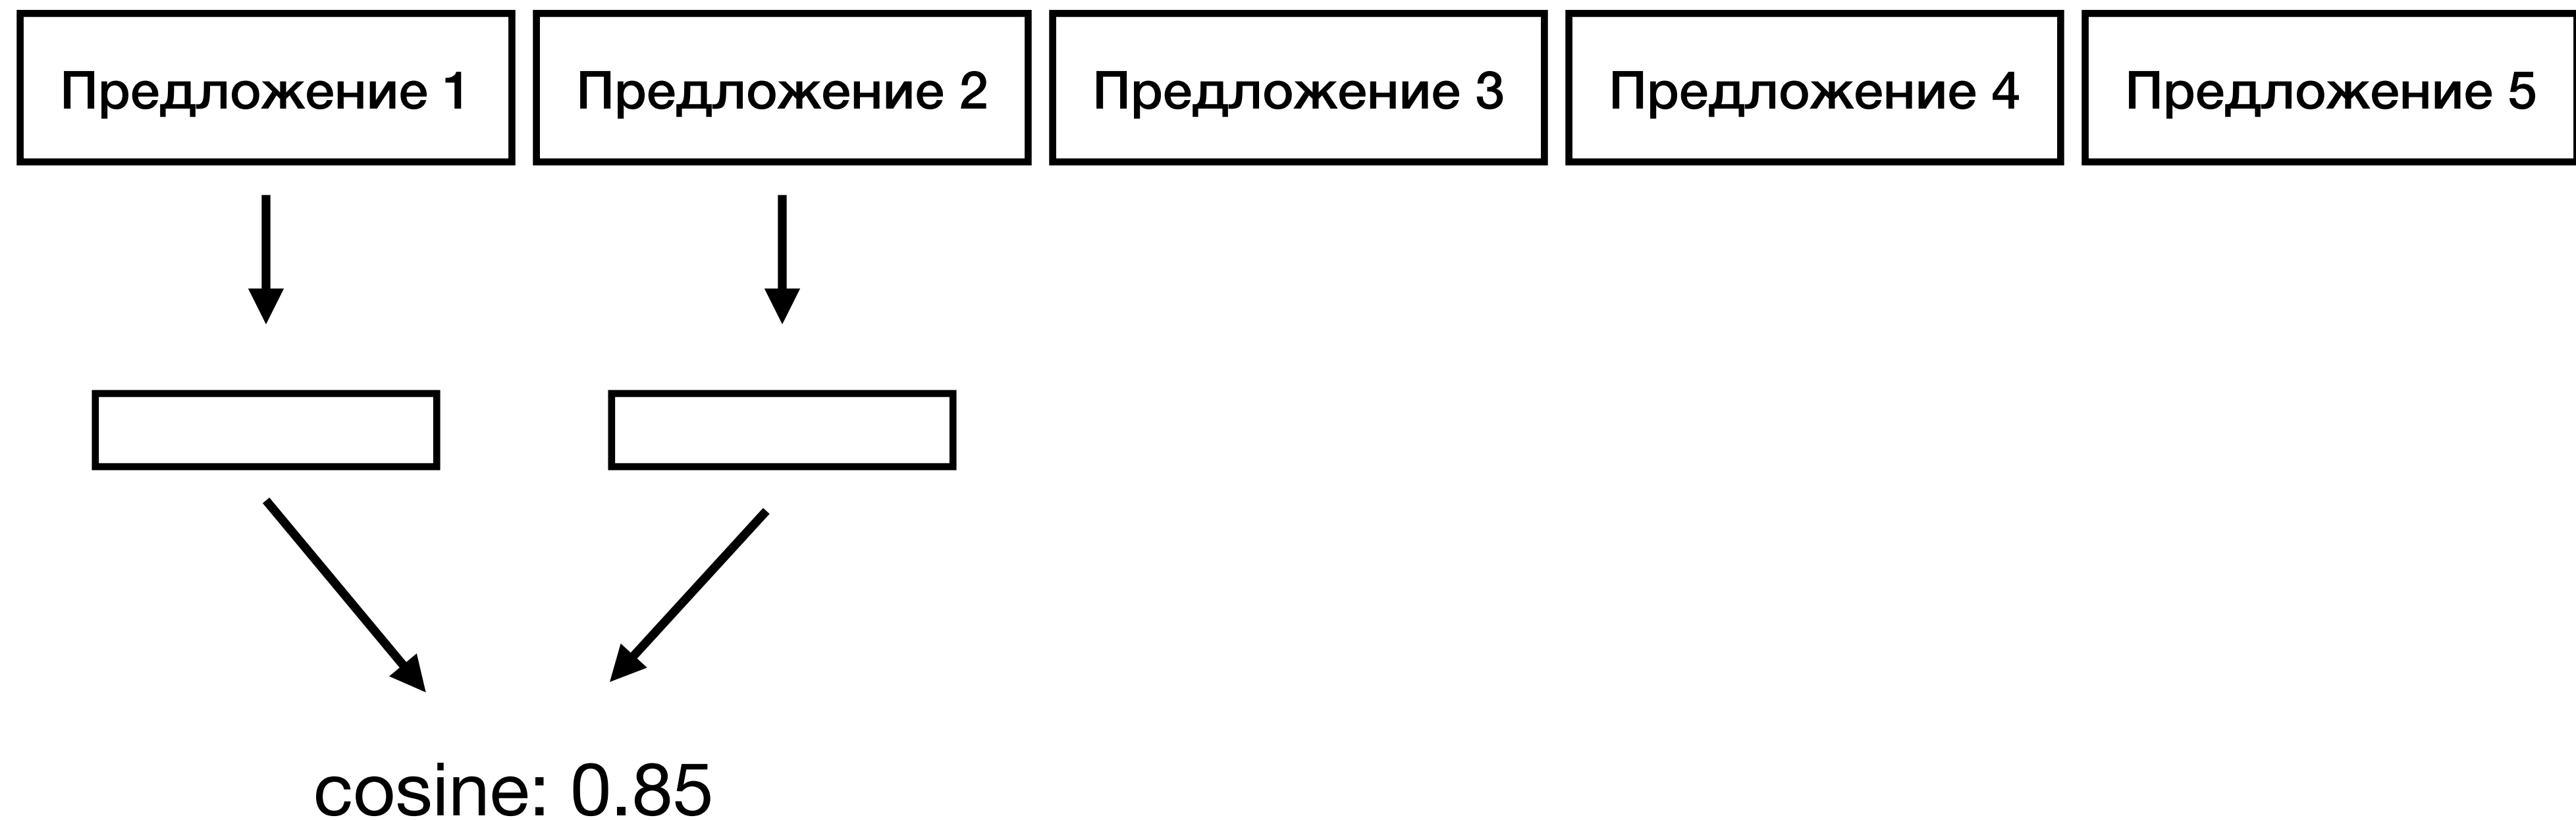 Предложение 1
Предложение 2
Предложение 3
Предложение 4
Предложение 5
cosine: 0.85